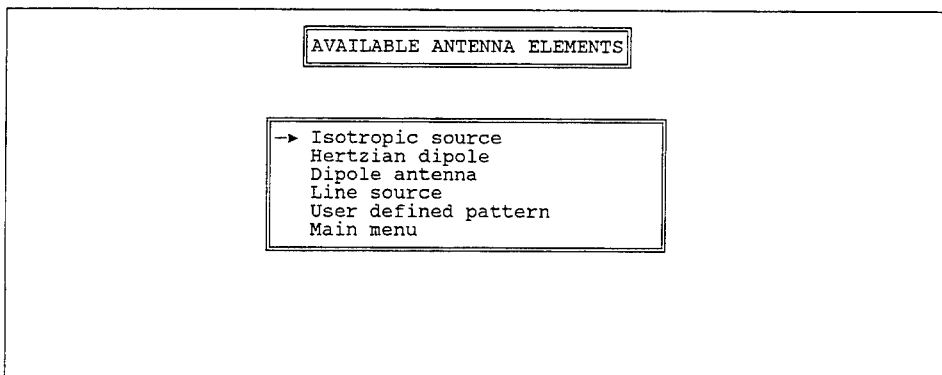 AVAILABLE ANTENNA ELEMENTS
Isotropic source
Hertzian dipole
Dipole antenna
Line source
User defined pattern
Main menu